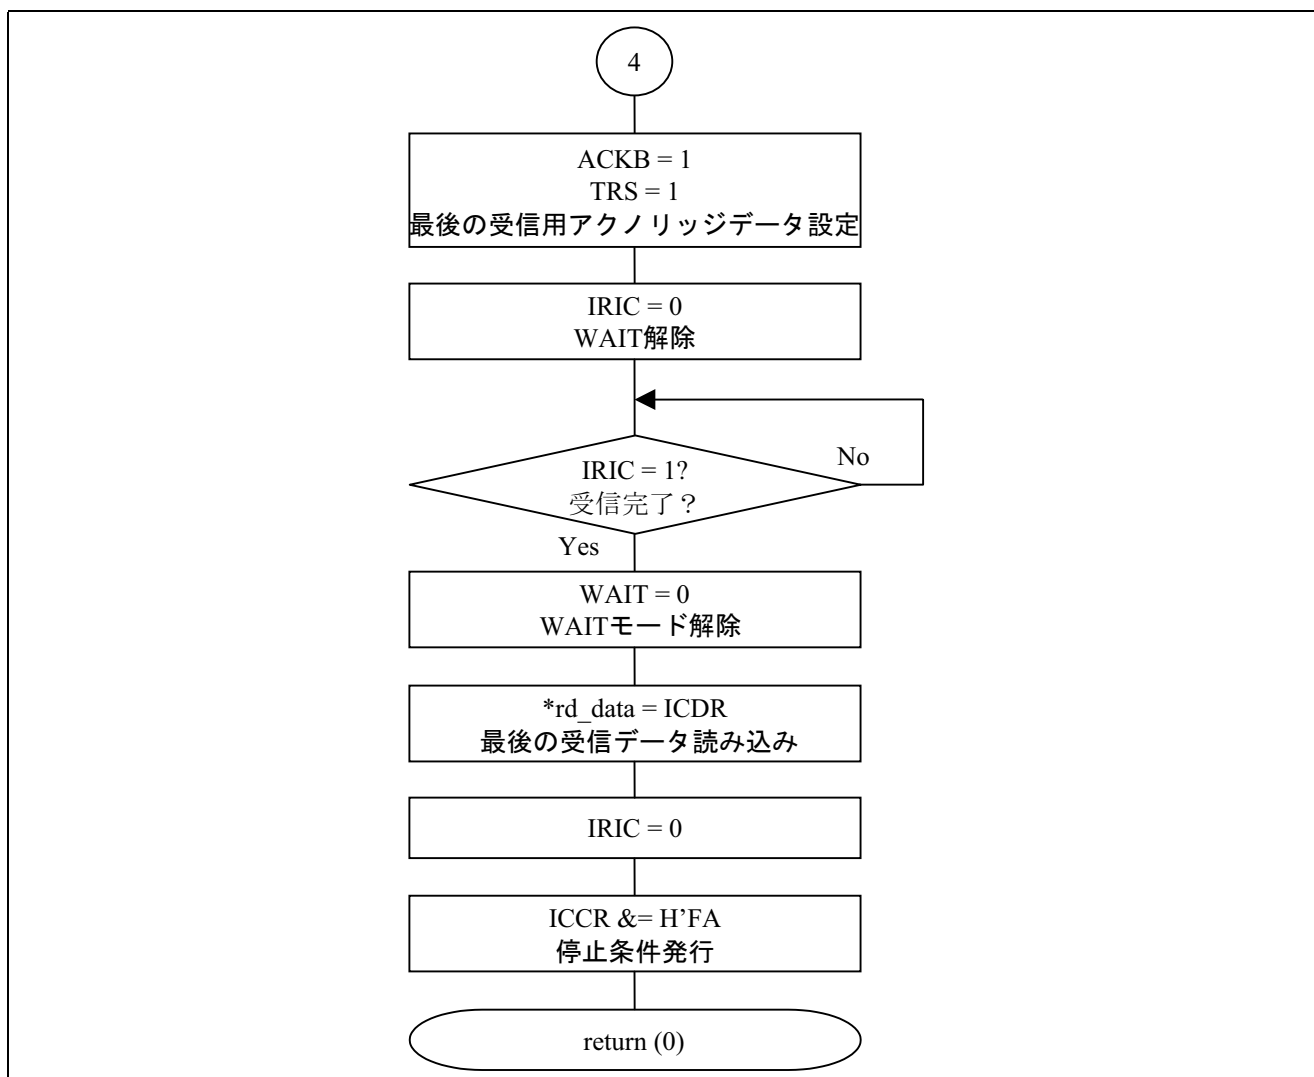 4
ACKB = 1
TRS = 1
最後の受信用アクノリッジデータ設定
IRIC = 0
WAIT解除
No
IRIC = 1?
受信完了？
Yes
WAIT = 0
WAITモード解除
*rd_data = ICDR
最後の受信データ読み込み
IRIC = 0
ICCR &= H’FA
停止条件発行
return (0)